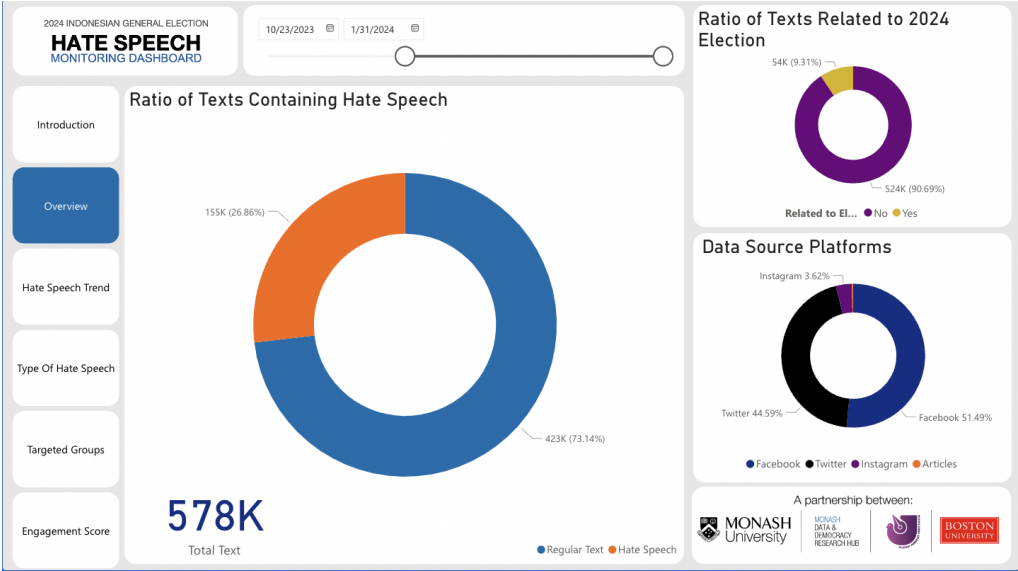 2024 INDONESIAN GENERAL ELECTION
HATE SPEECH
MONITORING DASHBOARD
10/23/2023
1/31/2024
Introduction
Overview
Hate Speech Trend
Type Of Hate Speech
Targeted Groups
Engagement Score
Ratio of Texts Containing Hate Speech
155K (26.86%)
423K (73.14%)
578K
Total Text
Regular Text
Hate Speech
Ratio of Texts Related to 2024
Election
54K (9.31%)
524K (90.69%)
Related to El...
No
Yes
Data Source Platforms
Instagram 3.62%
Twitter 44.59%
Facebook 51.49%
Facebook
Twitter
Instagram
Articles
A partnership between:
MONASH
University
MONASH
DATA &
DEMOCRACY
RESEARCH HUB
BOSTON
UNIVERSITY